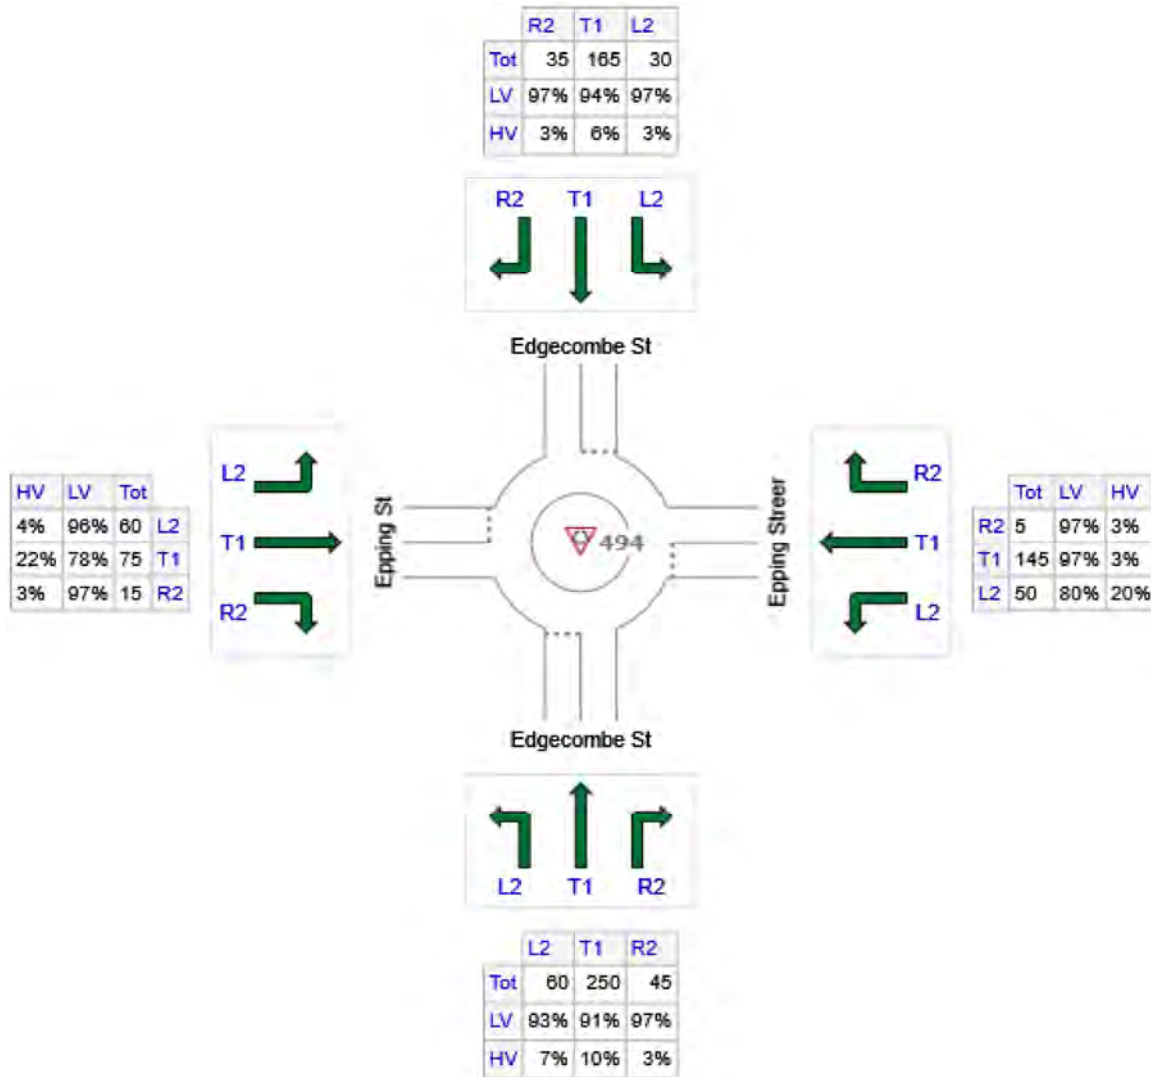 R2 T1 L2
Tot 35 165 30
LV 97% 94% 97%
HV 3% 6% 3%
R2 T1 L2
Edgecombe St
HV LV Tot
4% 96% 60 L2
22% 78% 75 T1
3% 97% 15 R2
L2
T1
R2
Epping St
494
Epping Streer
R2
T1
L2
Tot LV HV
R2 5 97% 3%
T1 145 97% 3%
L2 50 80% 20%
Edgecombe St
L2 T1 R2
L2 T1 R2
Tot 60 250 45
LV 93% 91% 97%
HV 7% 10% 3%